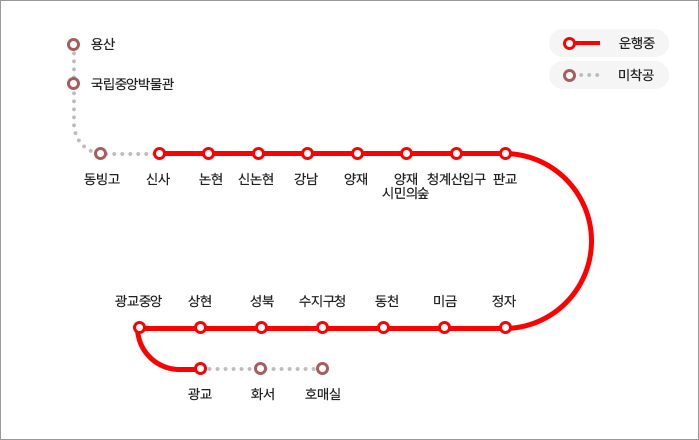 용산
국립중앙박물관
운행중
미착공
동빙고
신사
논현
신논현
강남
양재
양재
시민의숲
청계산입구
판교
광교중앙
상현
성복
수지구청
동천
미금
정자
광교
화서
호매실